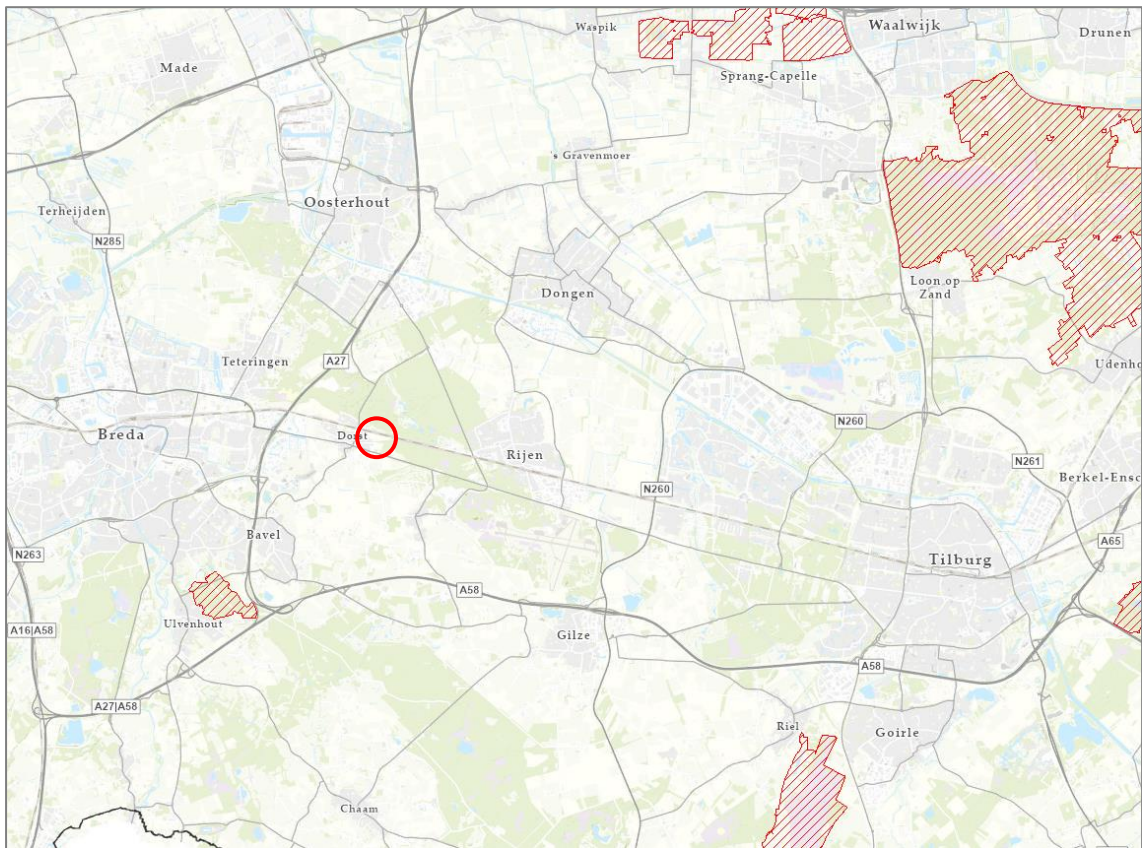 Waspik
Waalwijk
Drunen
Made
Sprang-Capelle
's Gravenmoer
Oosterhout
Terheijden
N285
Loon op
Zand
Dongen
Teteringen
A27
Udenho
N260
Breda
Dorst
Rijen
N261
Berkel-Ensc
N260
Bavel
A65
N263
Tilburg
A58
Ulvenhout
A16|A58
Gilze
A58
A27|A58
Riel
Goirle
Chaam